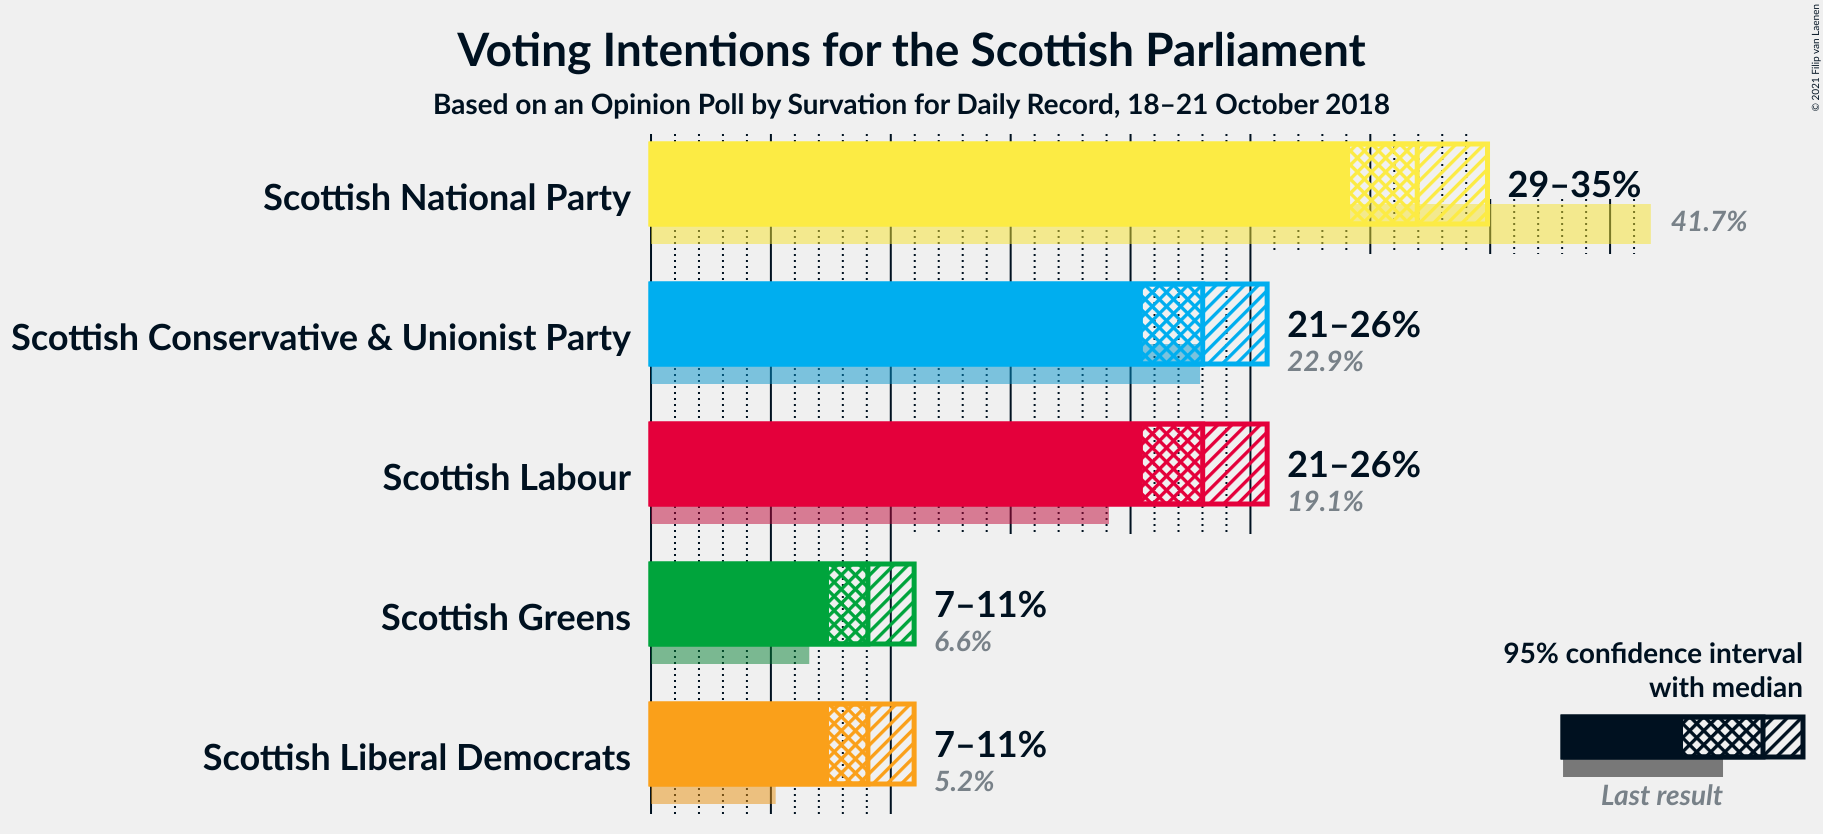 Voting Intentions for the Scottish Parliament
Based on an Opinion Poll by Survation for Daily Record, 18–21 October 2018
© 2021 Filip van Laenen
Scottish National Party
29–35%
41.7%
Scottish Conservative & Unionist Party
21–26%
22.9%
Scottish Labour
21–26%
19.1%
Scottish Greens
7–11%
6.6%
Scottish Liberal Democrats
7–11%
5.2%
95% confidence interval
with median
Last result